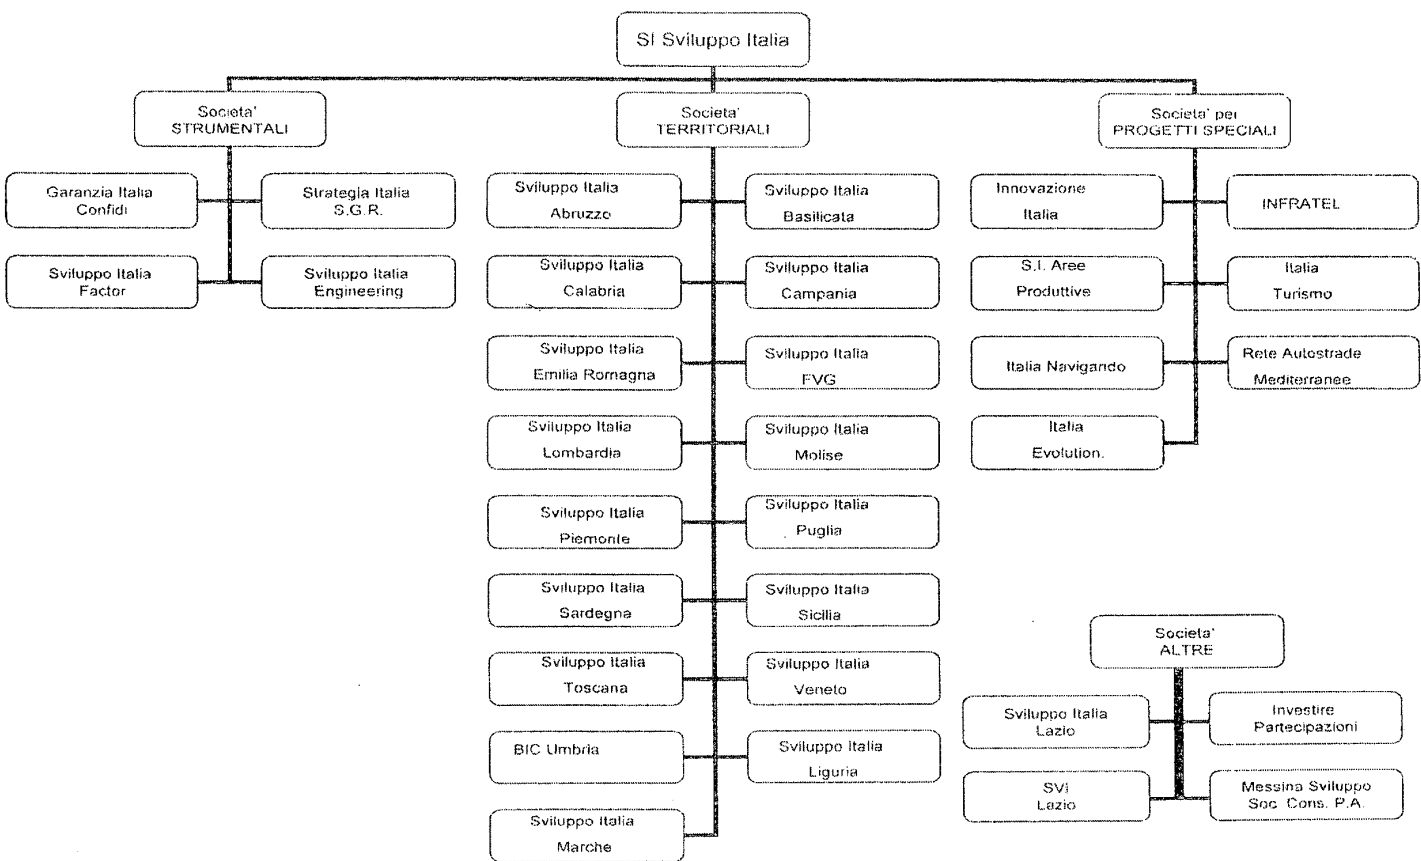 SI Sviluppo Italia
Societa'
STRUMENTALI
Garanzia Italia
Confidi
Strategia Italia
S.G.R.
Sviluppo Italia
Factor
Sviluppo Italia
Engineering
Societa'
TERRITORIALI
Sviluppo Italia
Abruzzo
Sviluppo Italia
Basilicata
Sviluppo Italia
Calabria
Sviluppo Italia
Campania
Sviluppo Italia
Emilia Romagna
Sviluppo Italia
FVG
Sviluppo Italia
Lombardia
Sviluppo Italia
Molise
Sviluppo Italia
Piemonte
Sviluppo Italia
Puglia
Sviluppo Italia
Sardegna
Sviluppo Italia
Sicilia
Sviluppo Italia
Toscana
Sviluppo Italia
Veneto
BIC Umbria
Sviluppo Italia
Liguria
Sviluppo Italia
Marche
Societa' per
PROGETTI SPECIALI
Innovazione
Italia
INFRATEL
S.I. Aree
Produttive
Italia
Turismo
Italia Navigando
Rete Autostrade
Mediterranee
Italia
Evolution.
Societa'
ALTRE
Sviluppo Italia
Lazio
Investire
Partecipazioni
SVI
Lazio
Messina Sviluppo
Soc. Cons. P.A.